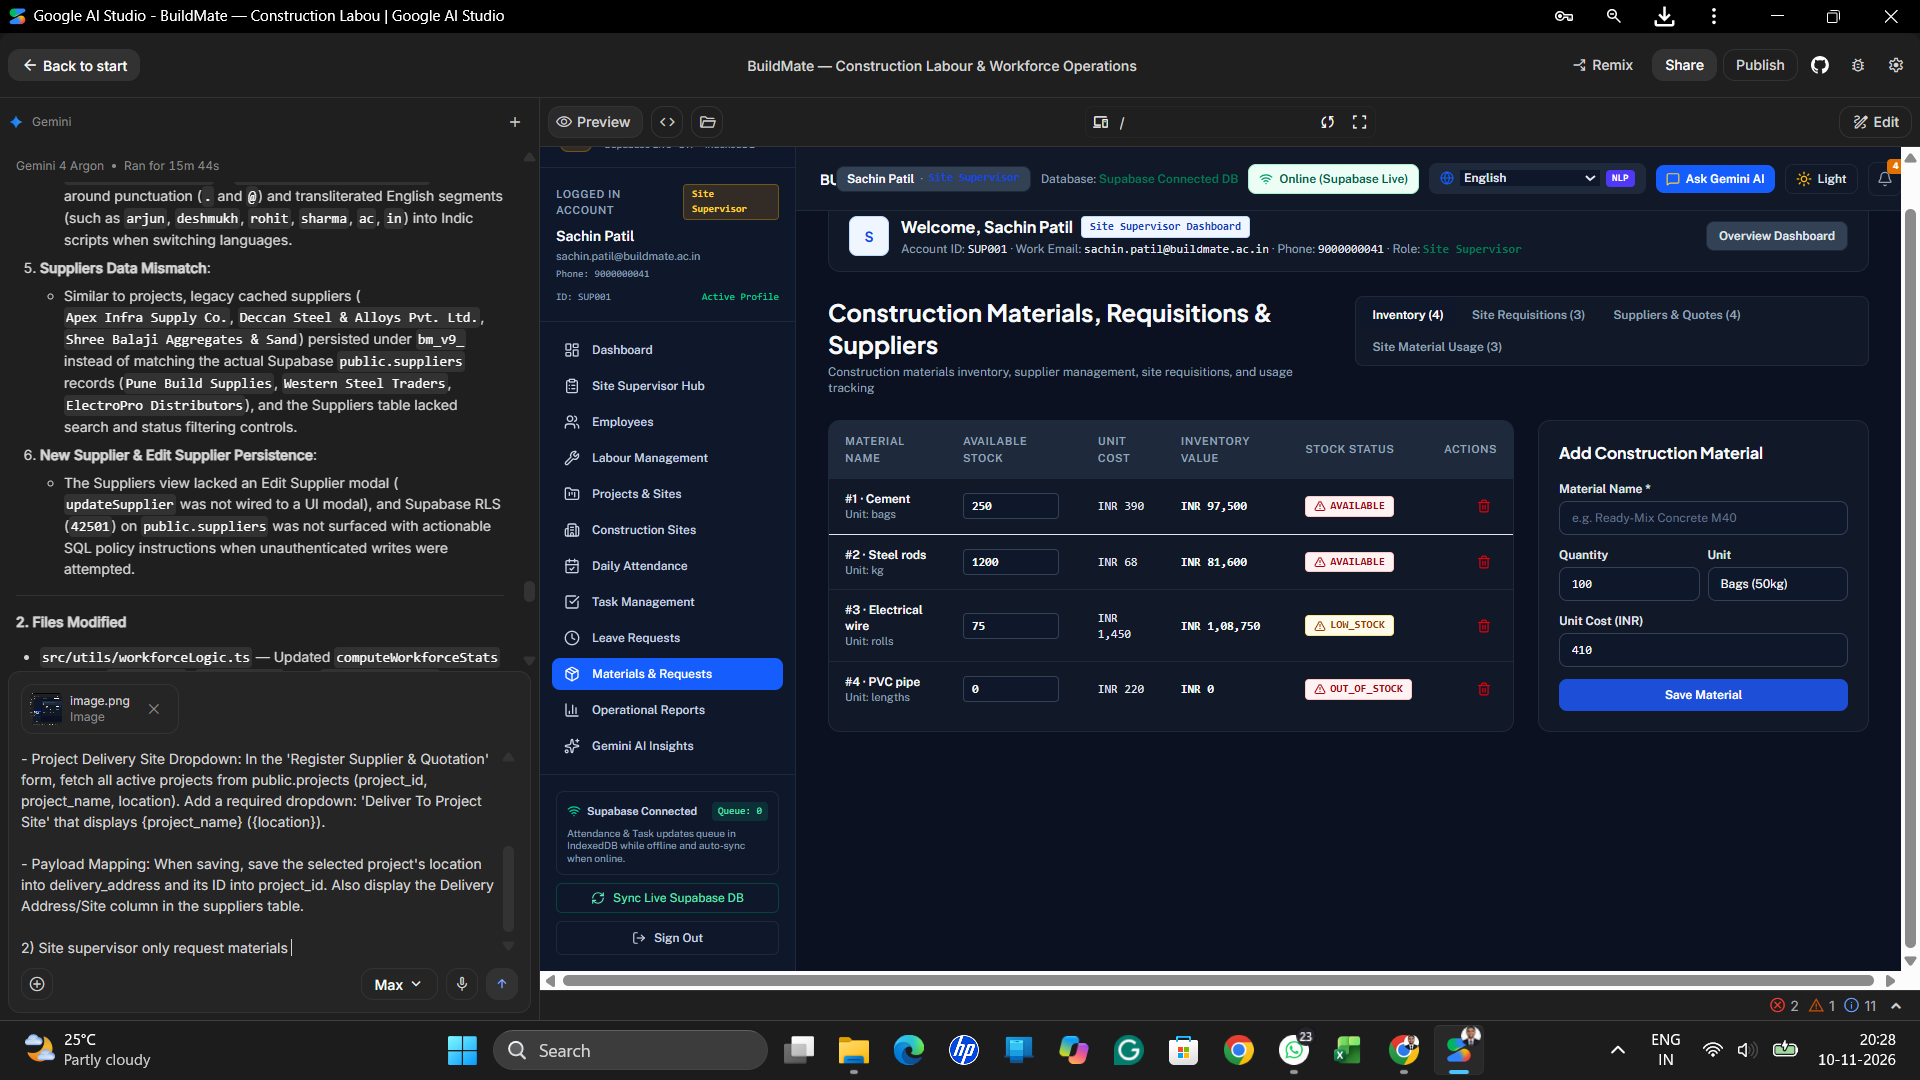 Google AI Studio - BuildMate — Construction Labou | Google AI Studio
Back to start
BuildMate — Construction Labour & Workforce Operations
Remix
Share
Publish
Gemini
Preview
/
Edit
Gemini 4 Argon • Ran for 15m 44s
around punctuation ( . and @ ) and transliterated English segments
(such as arjun, deshmukh, rohit, sharma, ac, in) into Indic
scripts when switching languages.
5. Suppliers Data Mismatch:
Similar to projects, legacy cached suppliers (
Apex Infra Supply Co., Deccan Steel & Alloys Pvt. Ltd.,
Shree Balaji Aggregates & Sand) persisted under bm_v9_
instead of matching the actual Supabase public.suppliers
records (Pune Build Supplies, Western Steel Traders,
ElectroPro Distributors), and the Suppliers table lacked
search and status filtering controls.
6. New Supplier & Edit Supplier Persistence:
The Suppliers view lacked an Edit Supplier modal (
updateSupplier was not wired to a UI modal), and Supabase RLS
(42501) on public.suppliers was not surfaced with actionable
SQL policy instructions when unauthenticated writes were
attempted.
2. Files Modified
• src/utils/workforceLogic.ts — Updated computeWorkforceStats
image.png
Image
- Project Delivery Site Dropdown: In the 'Register Supplier & Quotation'
form, fetch all active projects from public.projects (project_id,
project_name, location). Add a required dropdown: 'Deliver To Project
Site' that displays {project_name} ({location}).
- Payload Mapping: When saving, save the selected project's location
into delivery_address and its ID into project_id. Also display the Delivery
Address/Site column in the suppliers table.
2) Site supervisor only request materials
Max
LOGGED IN
ACCOUNT
Site
Supervisor
Sachin Patil
sachin.patil@buildmate.ac.in
Phone: 9000000041
ID: SUP001
Active Profile
Dashboard
Site Supervisor Hub
Employees
Labour Management
Projects & Sites
Construction Sites
Daily Attendance
Task Management
Leave Requests
Materials & Requests
Operational Reports
Gemini AI Insights
Supabase Connected
Queue: 0
Attendance & Task updates queue in
IndexedDB while offline and auto-sync
when online.
Sync Live Supabase DB
Sign Out
BU
Sachin Patil · Site Supervisor
Database: Supabase Connected DB
Online (Supabase Live)
English
NLP
Ask Gemini AI
Light
4
S
Welcome, Sachin Patil
Site Supervisor Dashboard
Account ID: SUP001 · Work Email: sachin.patil@buildmate.ac.in · Phone: 9000000041 · Role: Site Supervisor
Overview Dashboard
Construction Materials, Requisitions &
Suppliers
Construction materials inventory, supplier management, site requisitions, and usage
tracking
Inventory (4)
Site Requisitions (3)
Suppliers & Quotes (4)
Site Material Usage (3)
MATERIAL NAME
AVAILABLE STOCK
UNIT COST
INVENTORY VALUE
STOCK STATUS
ACTIONS
#1 · Cement
Unit: bags
250
INR 390
INR 97,500
AVAILABLE
#2 · Steel rods
Unit: kg
1200
INR 68
INR 81,600
AVAILABLE
#3 · Electrical
wire
Unit: rolls
75
INR
1,450
INR 1,08,750
LOW_STOCK
#4 · PVC pipe
Unit: lengths
0
INR 220
INR 0
OUT_OF_STOCK
Add Construction Material
Material Name *
e.g. Ready-Mix Concrete M40
Quantity
Unit
100
Bags (50kg)
Unit Cost (INR)
410
Save Material
2
1
11
25°C
Partly cloudy
Search
23
ENG
IN
20:28
10-11-2026